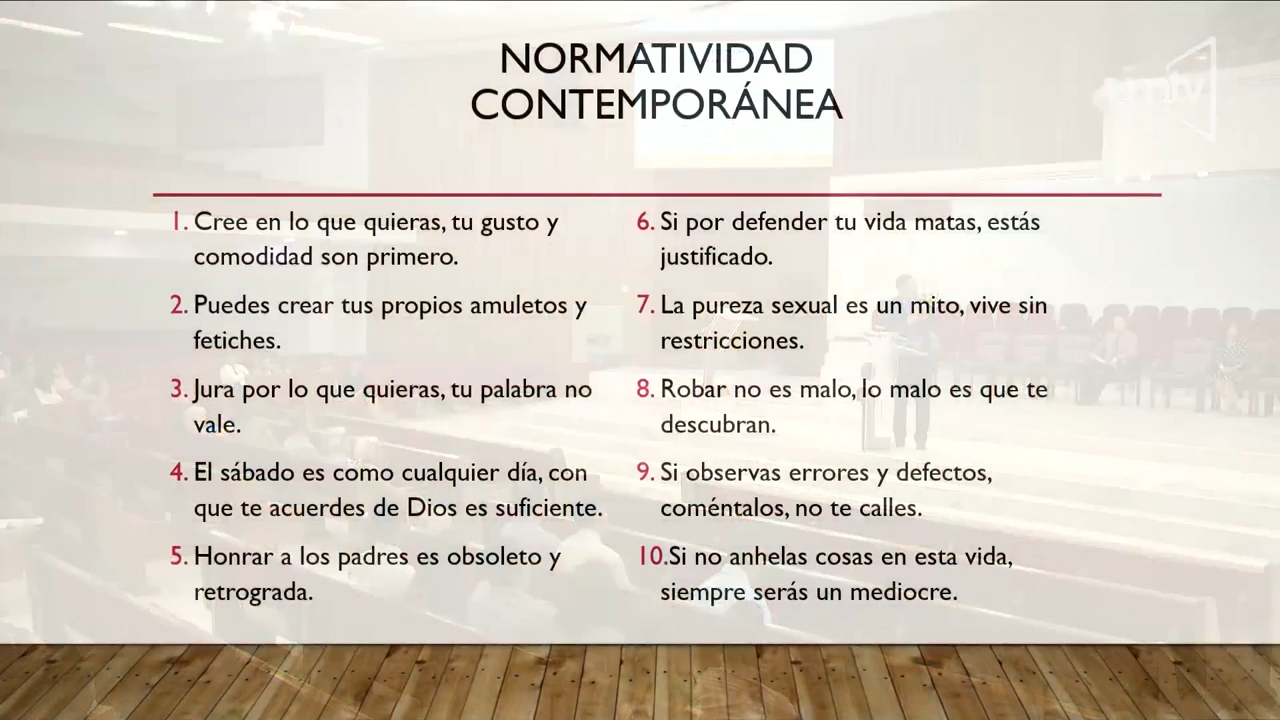 NORMATIVIDAD
CONTEMPORÁNEA
1. Cree en lo que quieras, tu gusto y
comodidad son primero.
2. Puedes crear tus propios amuletos y
fetiches.
3. Jura por lo que quieras, tu palabra no
vale.
4. El sábado es como cualquier día, con
que te acuerdes de Dios es suficiente.
5. Honrar a los padres es obsoleto y
retrograda.
6. Si por defender tu vida matas, estás
justificado.
7. La pureza sexual es un mito, vive sin
restricciones.
8. Robar no es malo, lo malo es que te
descubran.
9. Si observas errores y defectos,
coméntalos, no te calles.
10.Si no anhelas cosas en esta vida,
siempre serás un mediocre.